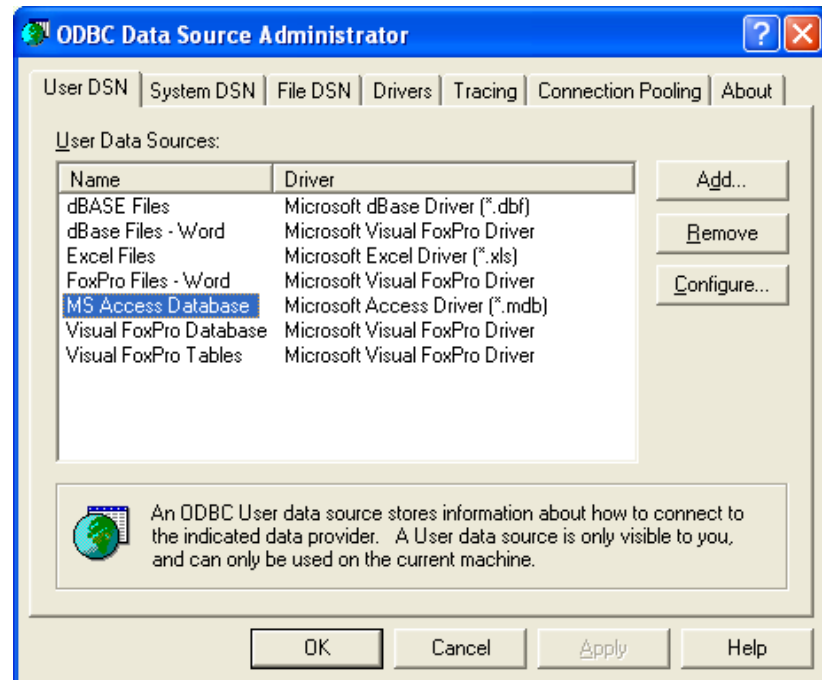 ODBC Data Source Administrator
User DSN System DSN File DSN Drivers Tracing Connection Pooling About
User Data Sources:
Name Driver
dBASE Files Microsoft dBase Driver (*.dbf)
dBase Files - Word Microsoft Visual FoxPro Driver
Excel Files Microsoft Excel Driver (*.xls)
FoxPro Files - Word Microsoft Visual FoxPro Driver
MS Access Database Microsoft Access Driver (*.mdb)
Visual FoxPro Database Microsoft Visual FoxPro Driver
Visual FoxPro Tables Microsoft Visual FoxPro Driver
Add...
Remove
Configure...
An ODBC User data source stores information about how to connect to
the indicated data provider. A User data source is only visible to you,
and can only be used on the current machine.
OK Cancel Apply Help